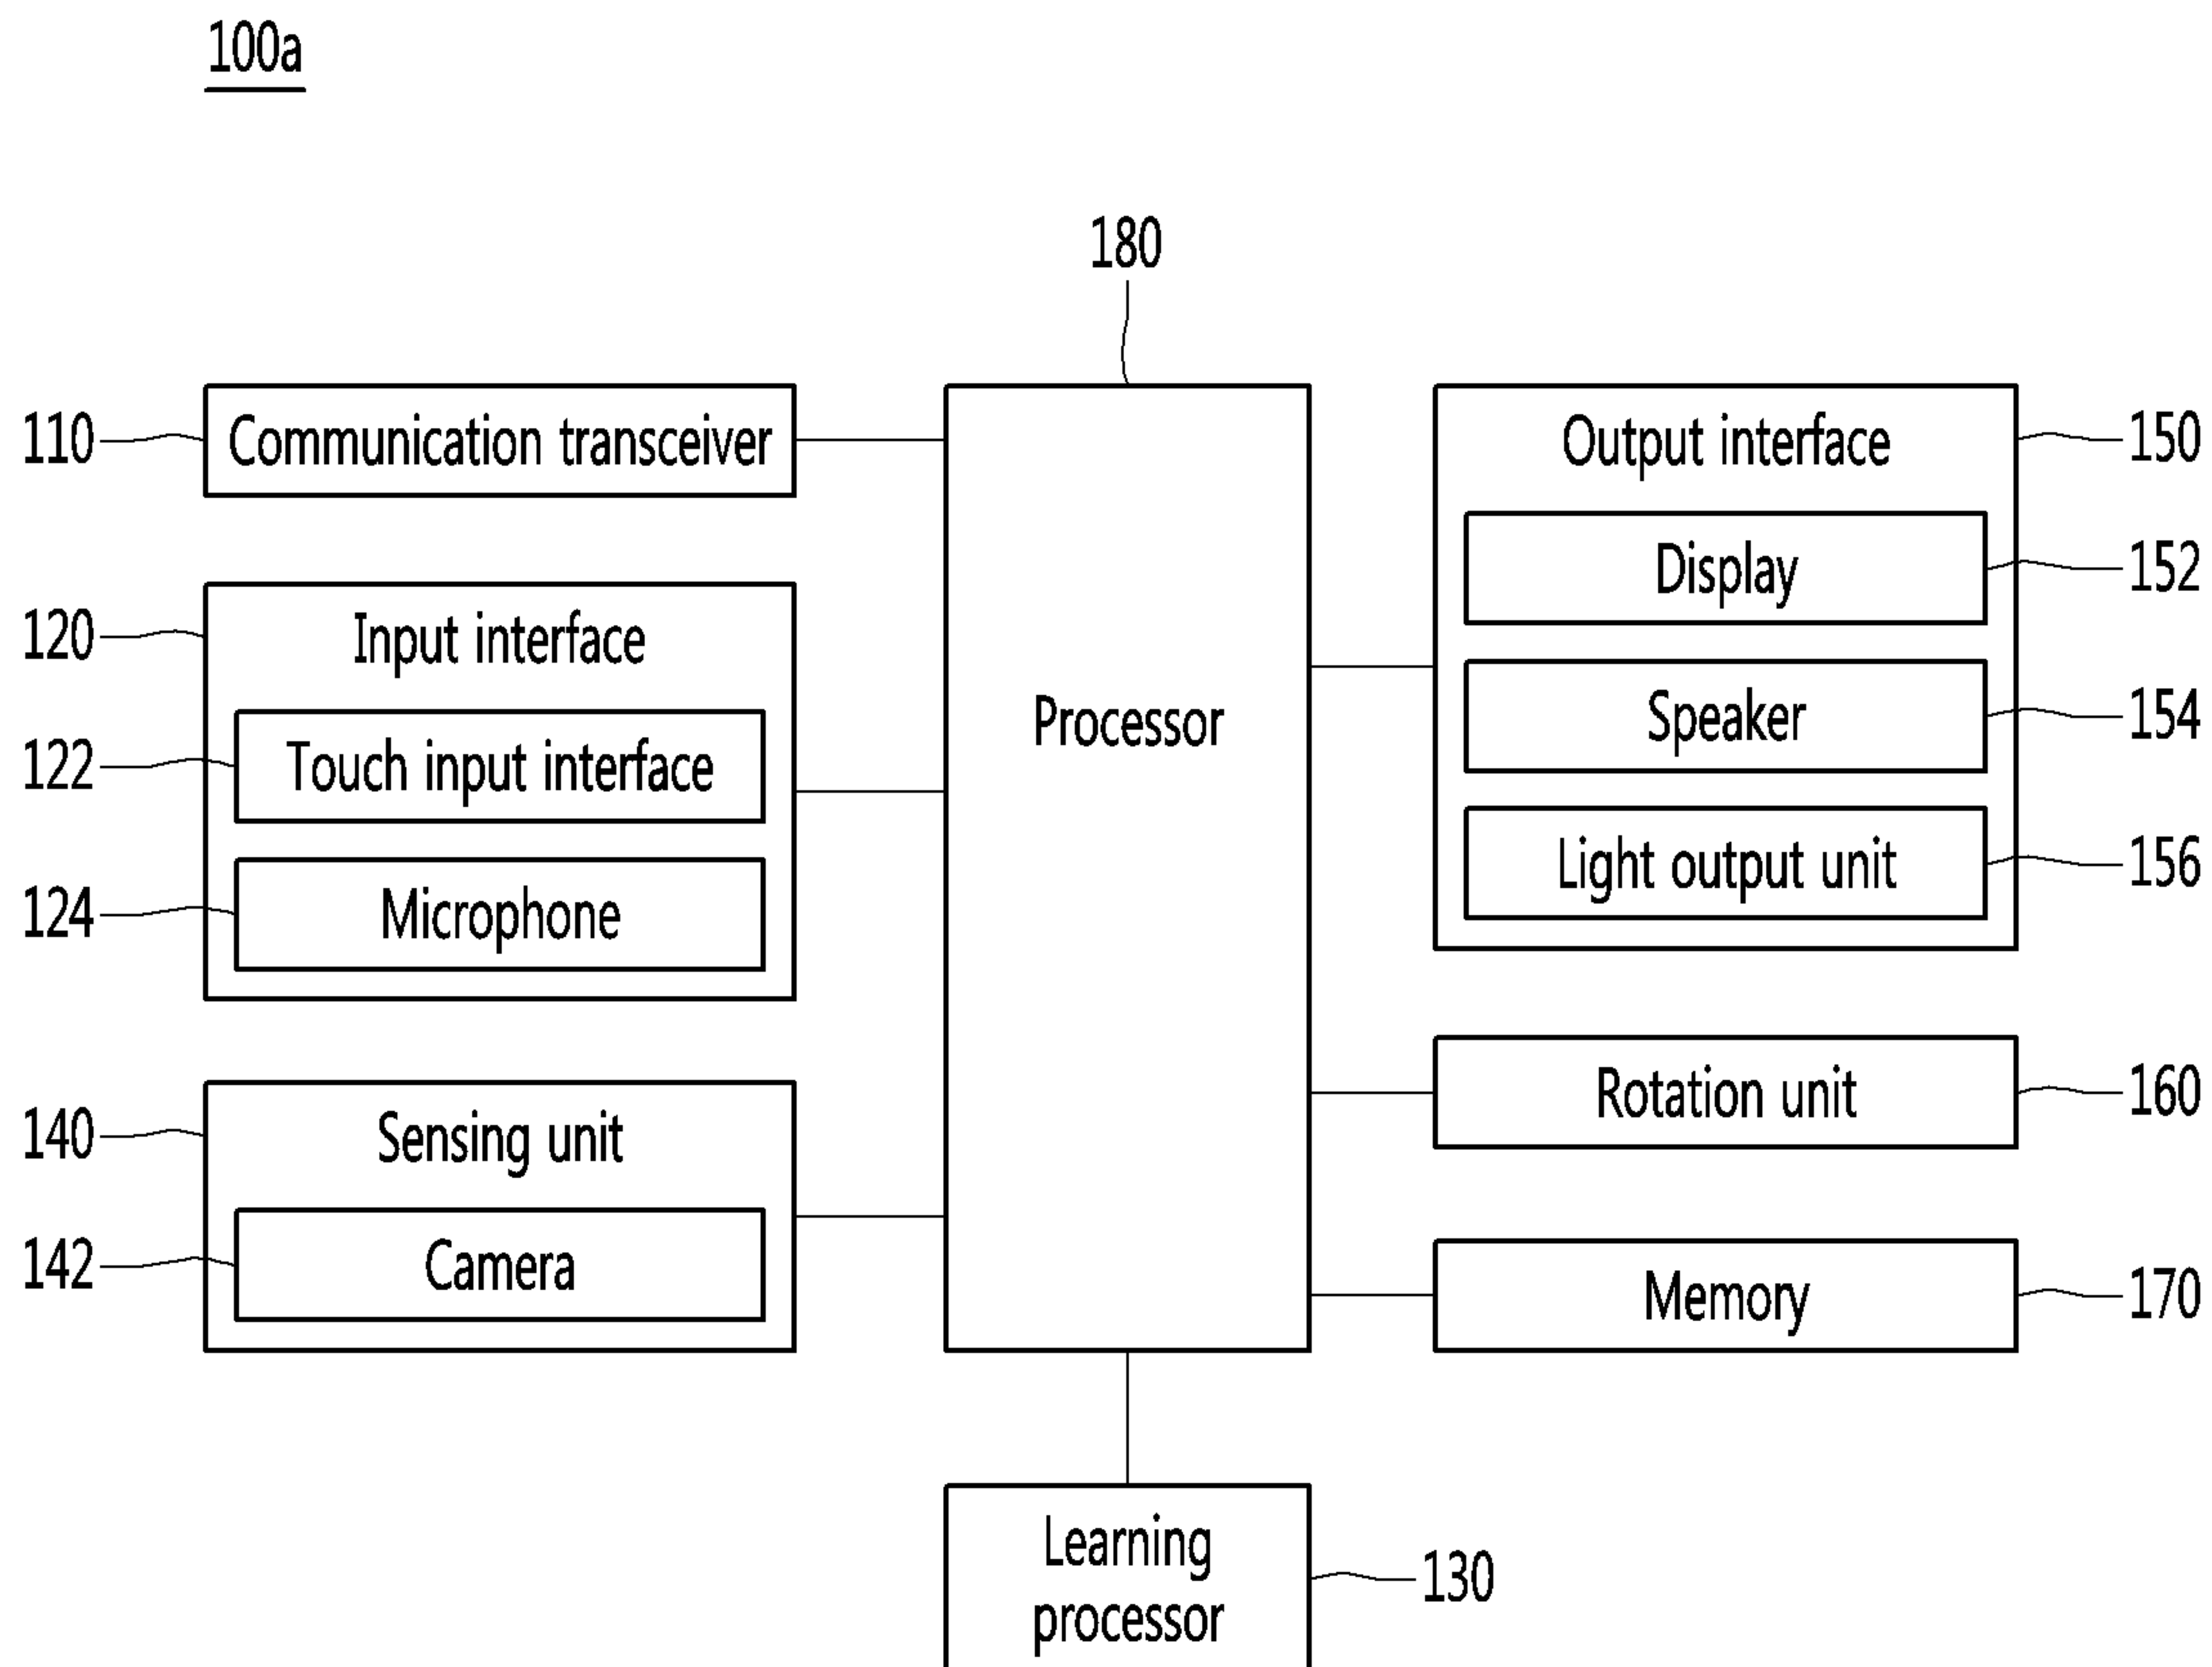 100a
180
110
Communication transceiver
120
Input interface
122
Touch input interface
124
Microphone
140
Sensing unit
142
Camera
Processor
Output interface
150
Display
152
Speaker
154
Light output unit
156
Rotation unit
160
Memory
170
Learning
processor
130